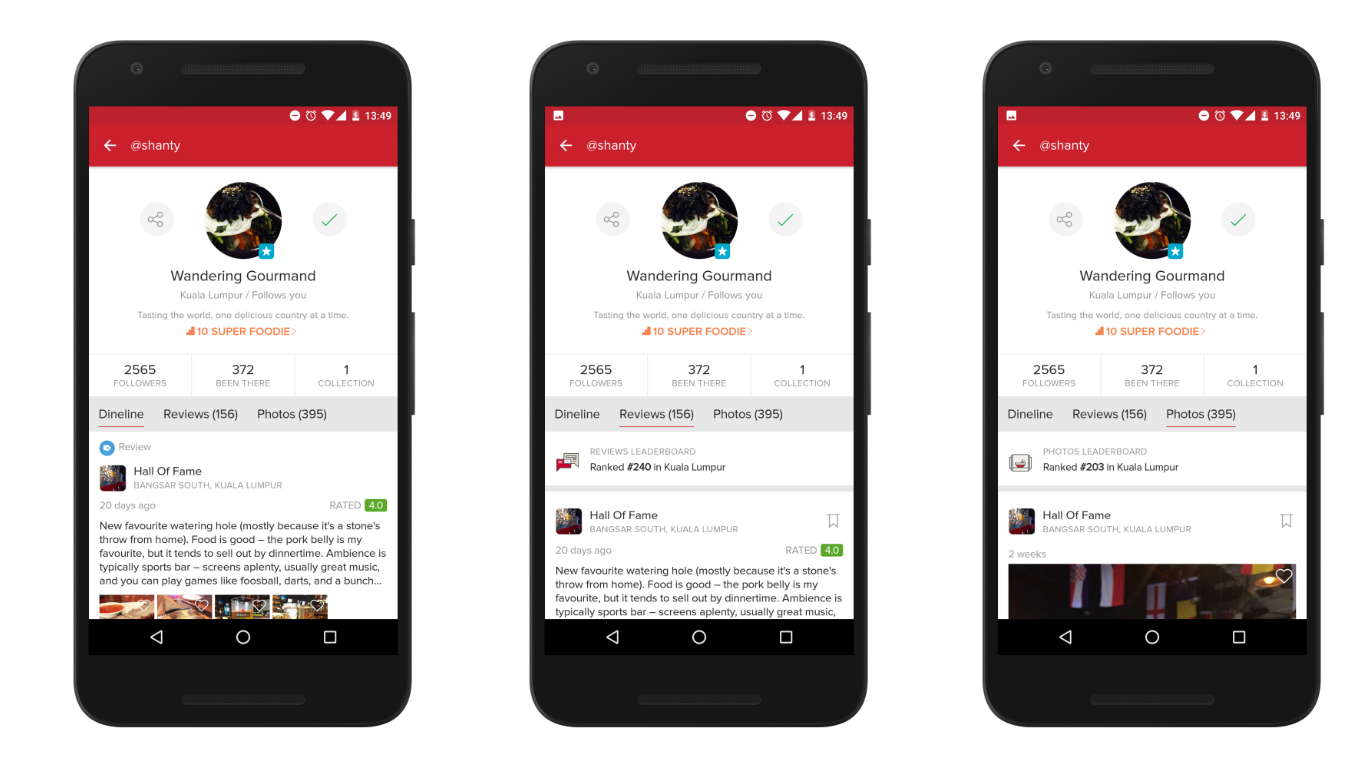 13:49
@shanty
Wandering Gourmand
Kuala Lumpur / Follows you
Tasting the world, one delicious country at a time.
10 SUPER FOODIE
2565 372 1
FOLLOWERS BEEN THERE COLLECTION
Dineline Reviews (156) Photos (395)
Review
Hall Of Fame
BANGSAR SOUTH, KUALA LUMPUR
20 days ago RATED 4.0
New favourite watering hole (mostly because it's a stone's
throw from home). Food is good – the pork belly is my
favourite, but it tends to sell out by dinnertime. Ambience is
typically sports bar – screens aplenty, usually great music,
and you can play games like foosball, darts, and a bunch...
13:49
@shanty
Wandering Gourmand
Kuala Lumpur / Follows you
Tasting the world, one delicious country at a time.
10 SUPER FOODIE
2565 372 1
FOLLOWERS BEEN THERE COLLECTION
Dineline Reviews (156) Photos (395)
REVIEWS LEADERBOARD
Ranked #240 in Kuala Lumpur
Hall Of Fame
BANGSAR SOUTH, KUALA LUMPUR
20 days ago RATED 4.0
New favourite watering hole (mostly because it's a stone's
throw from home). Food is good – the pork belly is my
favourite, but it tends to sell out by dinnertime. Ambience is
typically sports bar – screens aplenty, usually great music,
13:49
@shanty
Wandering Gourmand
Kuala Lumpur / Follows you
Tasting the world, one delicious country at a time.
10 SUPER FOODIE
2565 372 1
FOLLOWERS BEEN THERE COLLECTION
Dineline Reviews (156) Photos (395)
PHOTOS LEADERBOARD
Ranked #203 in Kuala Lumpur
Hall Of Fame
BANGSAR SOUTH, KUALA LUMPUR
2 weeks